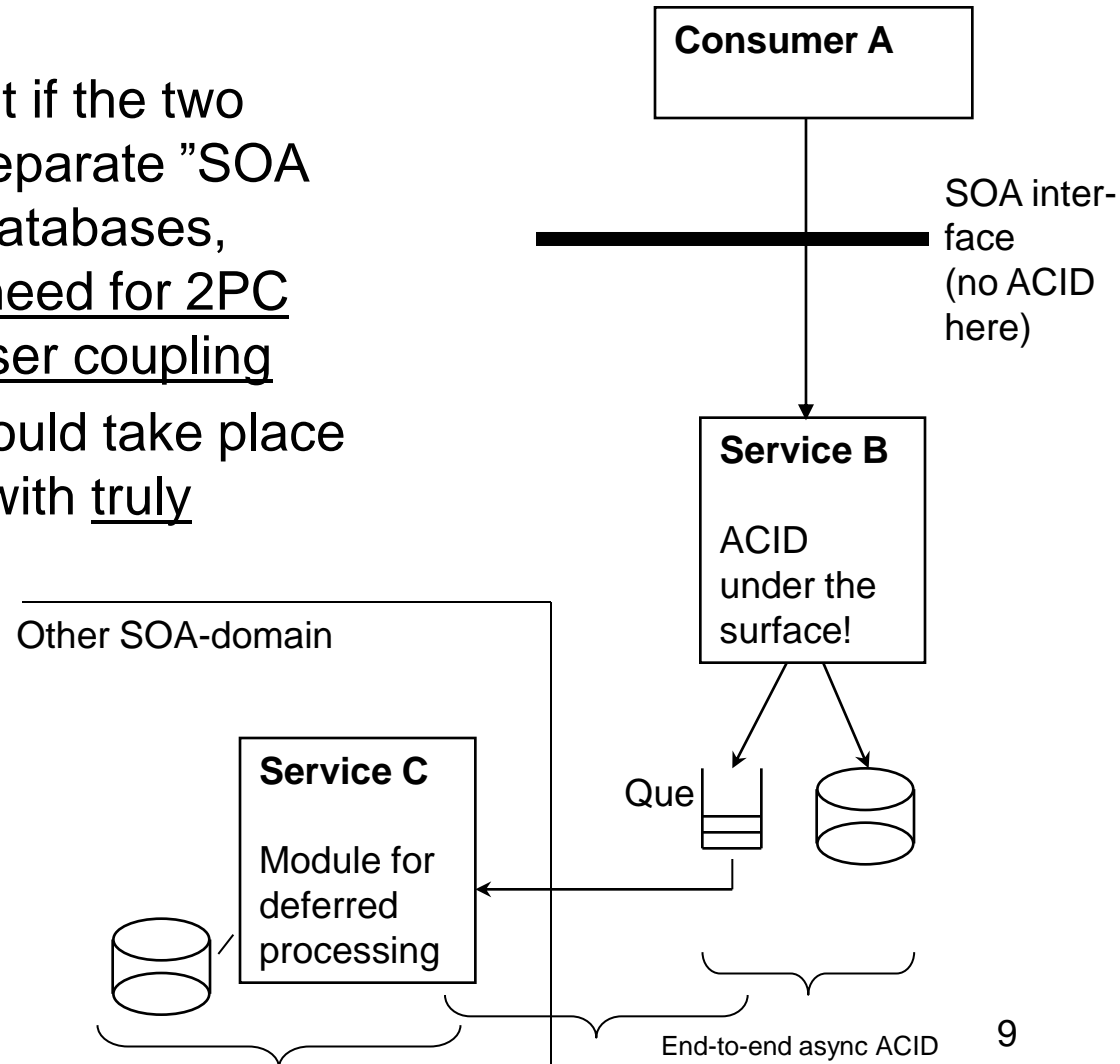 t if the two
eparate ”SOA
atabases,
need for 2PC
ser coupling
ould take place
with truly
Consumer A
SOA inter-
face
(no ACID
here)
Service B
ACID
under the
surface!
Other SOA-domain
Service C
Module for
deferred
processing
Que
End-to-end async ACID
9